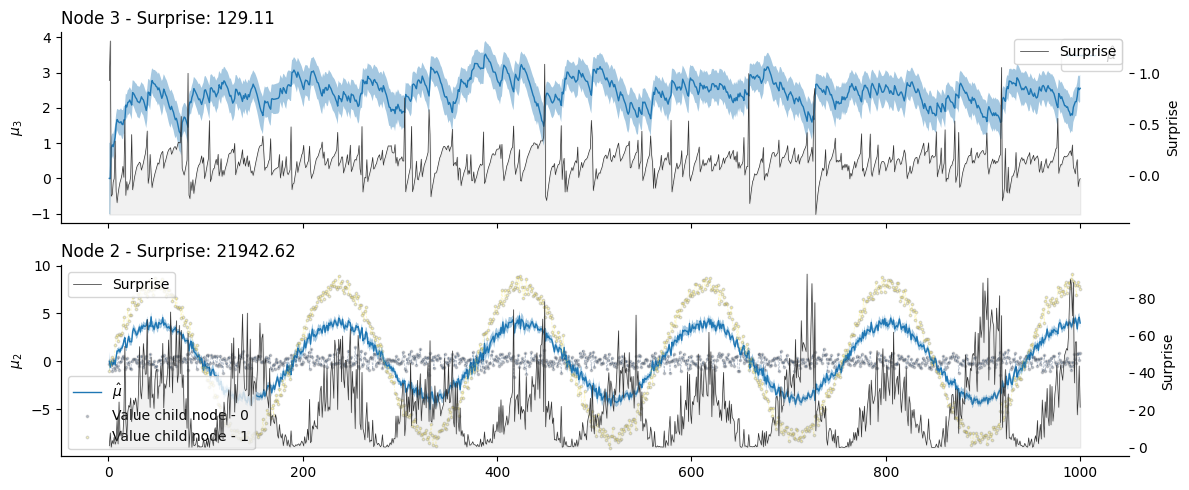 Node 3 - Surprise: 129.11
4
3
2
1
0
−1
μ3
Surprise
1.0
0.5
0.0
Surprise
Node 2 - Surprise: 21942.62
10
5
0
−5
μ2
Surprise
μ̂
Value child node - 0
Value child node - 1
80
60
40
20
0
Surprise
0
200
400
600
800
1000